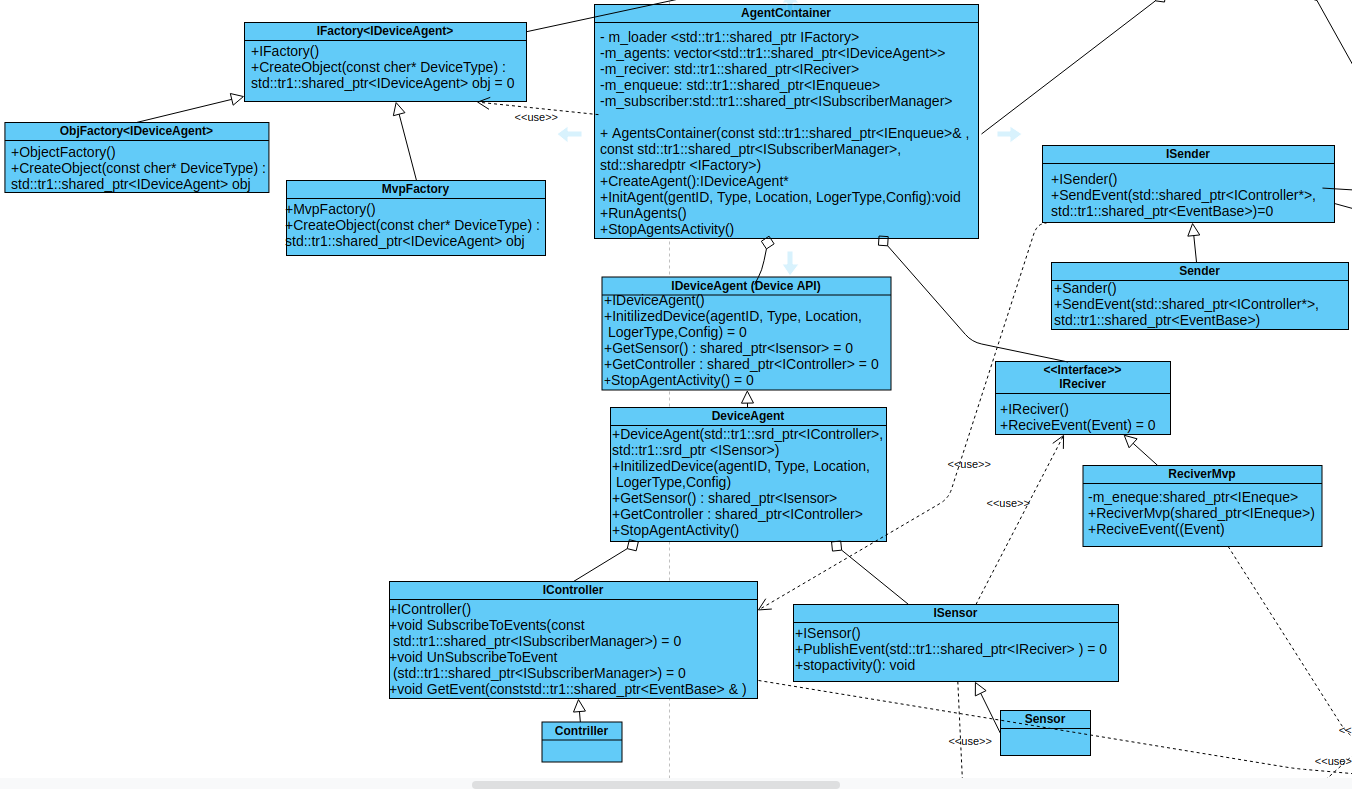 IFactory<IDeviceAgent>
+IFactory()
+CreateObject(const char* DeviceType) :
std::tr1::shared_ptr<IDeviceAgent> obj = 0
ObjFactory<IDeviceAgent>
+ObjectFactory()
+CreateObject(const char* DeviceType) :
std::tr1::shared_ptr<IDeviceAgent> obj
MvpFactory
+MvpFactory()
+CreateObject(const char* DeviceType) :
std::tr1::shared_ptr<IDeviceAgent> obj
<<use>>
AgentContainer
- m_loader <std::tr1::shared_ptr IFactory>
-m_agents: vector<std::tr1::shared_ptr<IDeviceAgent>>
-m_reciver: std::tr1::shared_ptr<IReciver>
-m_enqueue: std::tr1::shared_ptr<IEnqueue>
-m_subscriber:std::tr1::shared_ptr<ISubscriberManager>
+ AgentsContainer(const std::tr1::shared_ptr<IEnqueue>& ,
const std::tr1::shared_ptr<ISubscriberManager>,
std::sharedptr <IFactory>)
+CreateAgent():IDeviceAgent*
+InitAgent(gentID, Type, Location, LogerType,Config):void
+RunAgents()
+StopAgentsActivity()
ISender
+ISender()
+SendEvent(std::tr1::shared_ptr<IController*>,
std::tr1::shared_ptr<EventBase>)=0
Sender
+Sander()
+SendEvent(std::tr1::shared_ptr<IController*>,
std::tr1::shared_ptr<EventBase>)
IDeviceAgent (Device API)
+IDeviceAgent()
+InitilizedDevice(agentID, Type, Location,
LogerType,Config) = 0
+GetSensor() : shared_ptr<Isensor> = 0
+GetController : shared_ptr<IController> = 0
+StopAgentActivity() = 0
<<Interface>>
IReciver
+IReciver()
+ReciveEvent(Event) = 0
DeviceAgent
+DeviceAgent(std::tr1::srd_ptr<IController>,
std::tr1::srd_ptr <ISensor>)
+InitilizedDevice(agentID, Type, Location,
LogerType,Config)
+GetSensor() : shared_ptr<Isensor>
+GetController : shared_ptr<IController>
+StopAgentActivity()
<<use>>
<<use>>
ReciverMvp
-m_eneque:shared_ptr<IEneque>
+ReciverMvp(shared_ptr<IEneque>)
+ReciveEvent((Event)
IController
+IController()
+void SubscribeToEvents(const
std::tr1::shared_ptr<ISubscriberManager>) = 0
+void UnSubscribeToEvent
(std::tr1::shared_ptr<ISubscriberManager>) = 0
+void GetEvent(conststd::tr1::shared_ptr<EventBase> & )
ISensor
+ISensor()
+PublishEvent(std::tr1::shared_ptr<IReciver> ) = 0
+stopactivity(): void
Contriller
Sensor
<<use>>
<<
<<use>